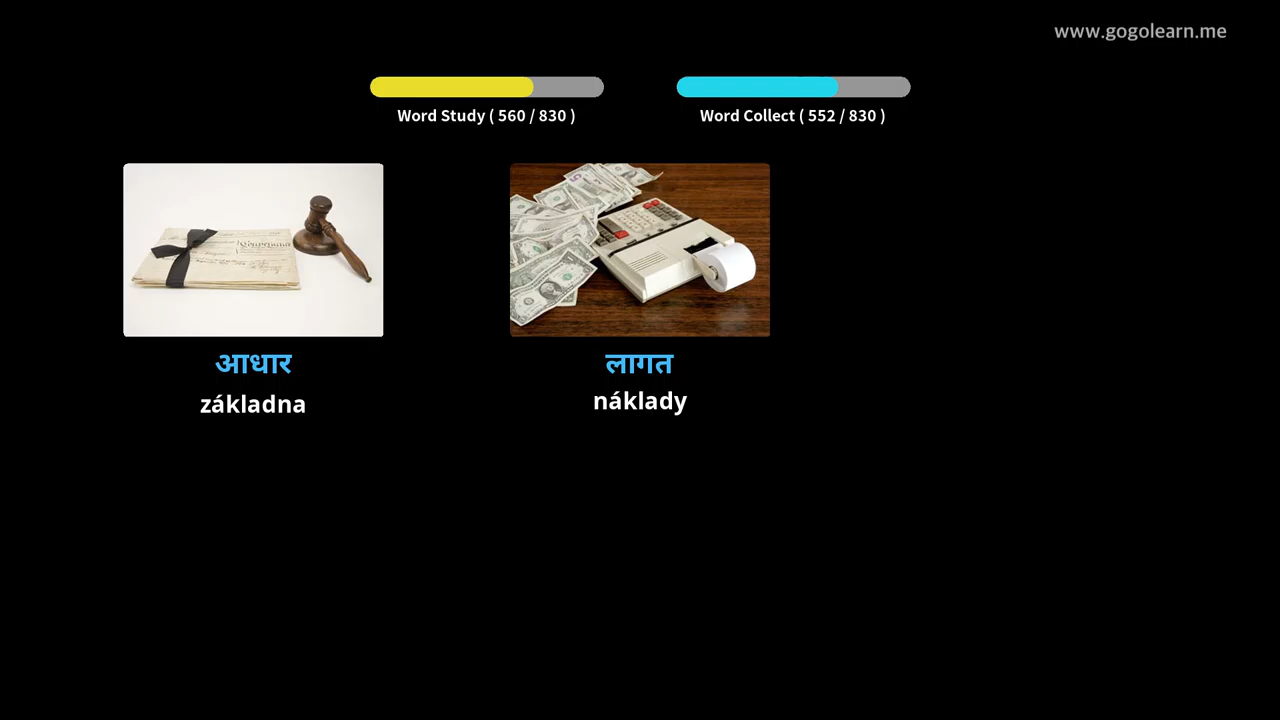 www.gogolearn.me
Word Study ( 560 / 830 )
Word Collect ( 552 / 830 )
आधार
लागत
základna
náklady